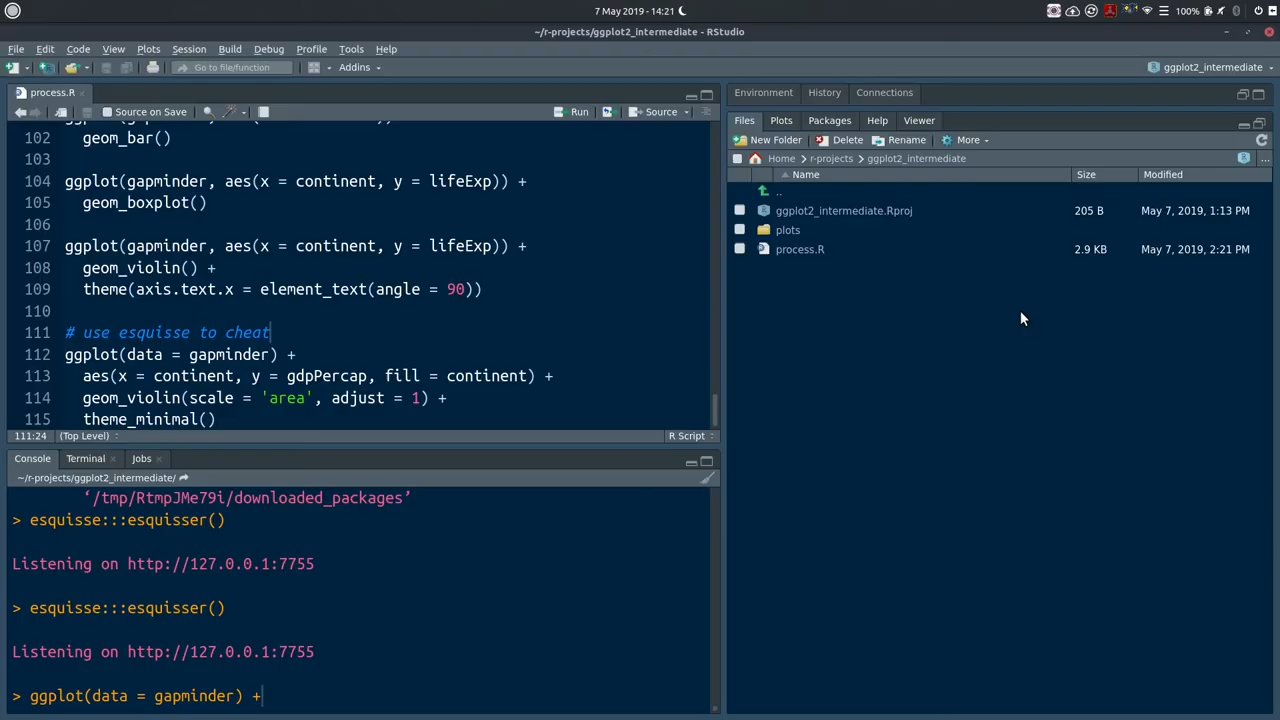 7 May 2019 - 14:21
100%
~/r-projects/ggplot2_intermediate - RStudio
File Edit Code View Plots Session Build Debug Profile Tools Help
Go to file/function Addins ggplot2_intermediate
process.R
Source on Save Run Source
102 geom_bar()
103
104 ggplot(gapminder, aes(x = continent, y = lifeExp)) +
105 geom_boxplot()
106
107 ggplot(gapminder, aes(x = continent, y = lifeExp)) +
108 geom_violin() +
109 theme(axis.text.x = element_text(angle = 90))
110
111 # use esquisse to cheat
112 ggplot(data = gapminder) +
113 aes(x = continent, y = gdpPercap, fill = continent) +
114 geom_violin(scale = 'area', adjust = 1) +
115 theme_minimal()
111:24 (Top Level) R Script
Console Terminal Jobs
~/r-projects/ggplot2_intermediate/
‘/tmp/RtmpJMe79i/downloaded_packages’
> esquisse:::esquisser()
Listening on http://127.0.0.1:7755
> esquisse:::esquisser()
Listening on http://127.0.0.1:7755
> ggplot(data = gapminder) +
Environment History Connections
Files Plots Packages Help Viewer
New Folder Delete Rename More
Home r-projects ggplot2_intermediate ...
Name Size Modified
..
ggplot2_intermediate.Rproj 205 B May 7, 2019, 1:13 PM
plots
process.R 2.9 KB May 7, 2019, 2:21 PM